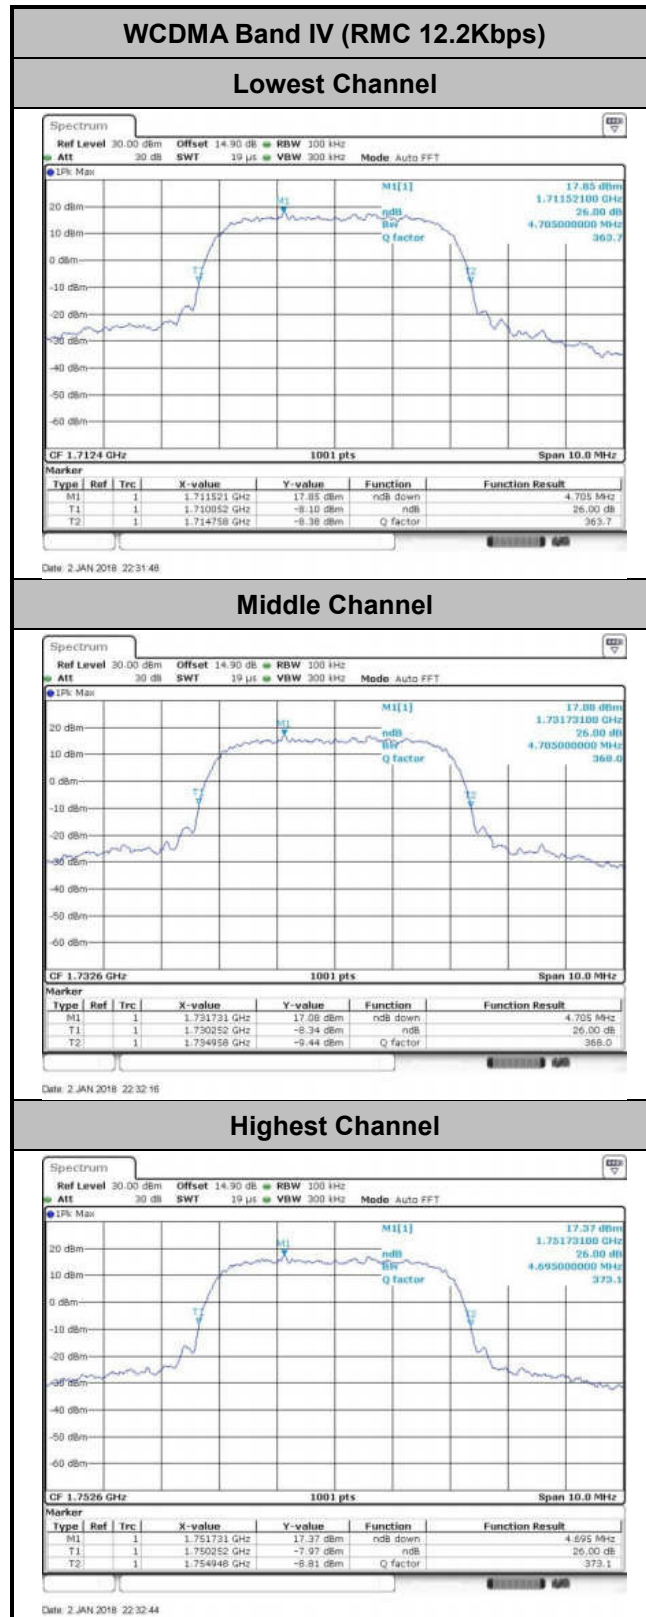 WCDMA Band IV (RMC 12.2Kbps)
Lowest Channel
Spectrum
Ref Level 30.00 dBm Offset 14.90 dB RBW 100 kHz
Att 30 dB SWT 19 µs VBW 300 kHz Mode Auto FFT
1Pk Max
M1[1] 17.85 dBm
1.71152100 GHz
M1
20 dBm
ndB 26.00 dB
Bw 4.705000000 MHz
10 dBm
Q factor 363.7
0 dBm
T1 T2
-10 dBm
-20 dBm
-30 dBm
-40 dBm
-50 dBm
-60 dBm
CF 1.7124 GHz 1001 pts Span 10.0 MHz
Marker
Type Ref Trc X-value Y-value Function Function Result
M1 1 1.711521 GHz 17.85 dBm ndB down 4.705 MHz
T1 1 1.710052 GHz -8.10 dBm ndB 26.00 dB
T2 1 1.714758 GHz -8.38 dBm Q factor 363.7
Date: 2.JAN.2018 22:31:48
Middle Channel
Spectrum
Ref Level 30.00 dBm Offset 14.90 dB RBW 100 kHz
Att 30 dB SWT 19 µs VBW 300 kHz Mode Auto FFT
1Pk Max
M1[1] 17.08 dBm
1.73173100 GHz
M1
20 dBm
ndB 26.00 dB
Bw 4.705000000 MHz
10 dBm
Q factor 368.0
0 dBm
T1 T2
-10 dBm
-20 dBm
-30 dBm
-40 dBm
-50 dBm
-60 dBm
CF 1.7326 GHz 1001 pts Span 10.0 MHz
Marker
Type Ref Trc X-value Y-value Function Function Result
M1 1 1.731731 GHz 17.08 dBm ndB down 4.705 MHz
T1 1 1.730252 GHz -8.34 dBm ndB 26.00 dB
T2 1 1.734958 GHz -9.44 dBm Q factor 368.0
Date: 2.JAN.2018 22:32:16
Highest Channel
Spectrum
Ref Level 30.00 dBm Offset 14.90 dB RBW 100 kHz
Att 30 dB SWT 19 µs VBW 300 kHz Mode Auto FFT
1Pk Max
M1[1] 17.37 dBm
1.75173100 GHz
M1
20 dBm
ndB 26.00 dB
Bw 4.695000000 MHz
10 dBm
Q factor 373.1
0 dBm
T1 T2
-10 dBm
-20 dBm
-30 dBm
-40 dBm
-50 dBm
-60 dBm
CF 1.7526 GHz 1001 pts Span 10.0 MHz
Marker
Type Ref Trc X-value Y-value Function Function Result
M1 1 1.751731 GHz 17.37 dBm ndB down 4.695 MHz
T1 1 1.750252 GHz -7.97 dBm ndB 26.00 dB
T2 1 1.754948 GHz -8.81 dBm Q factor 373.1
Date: 2.JAN.2018 22:32:44